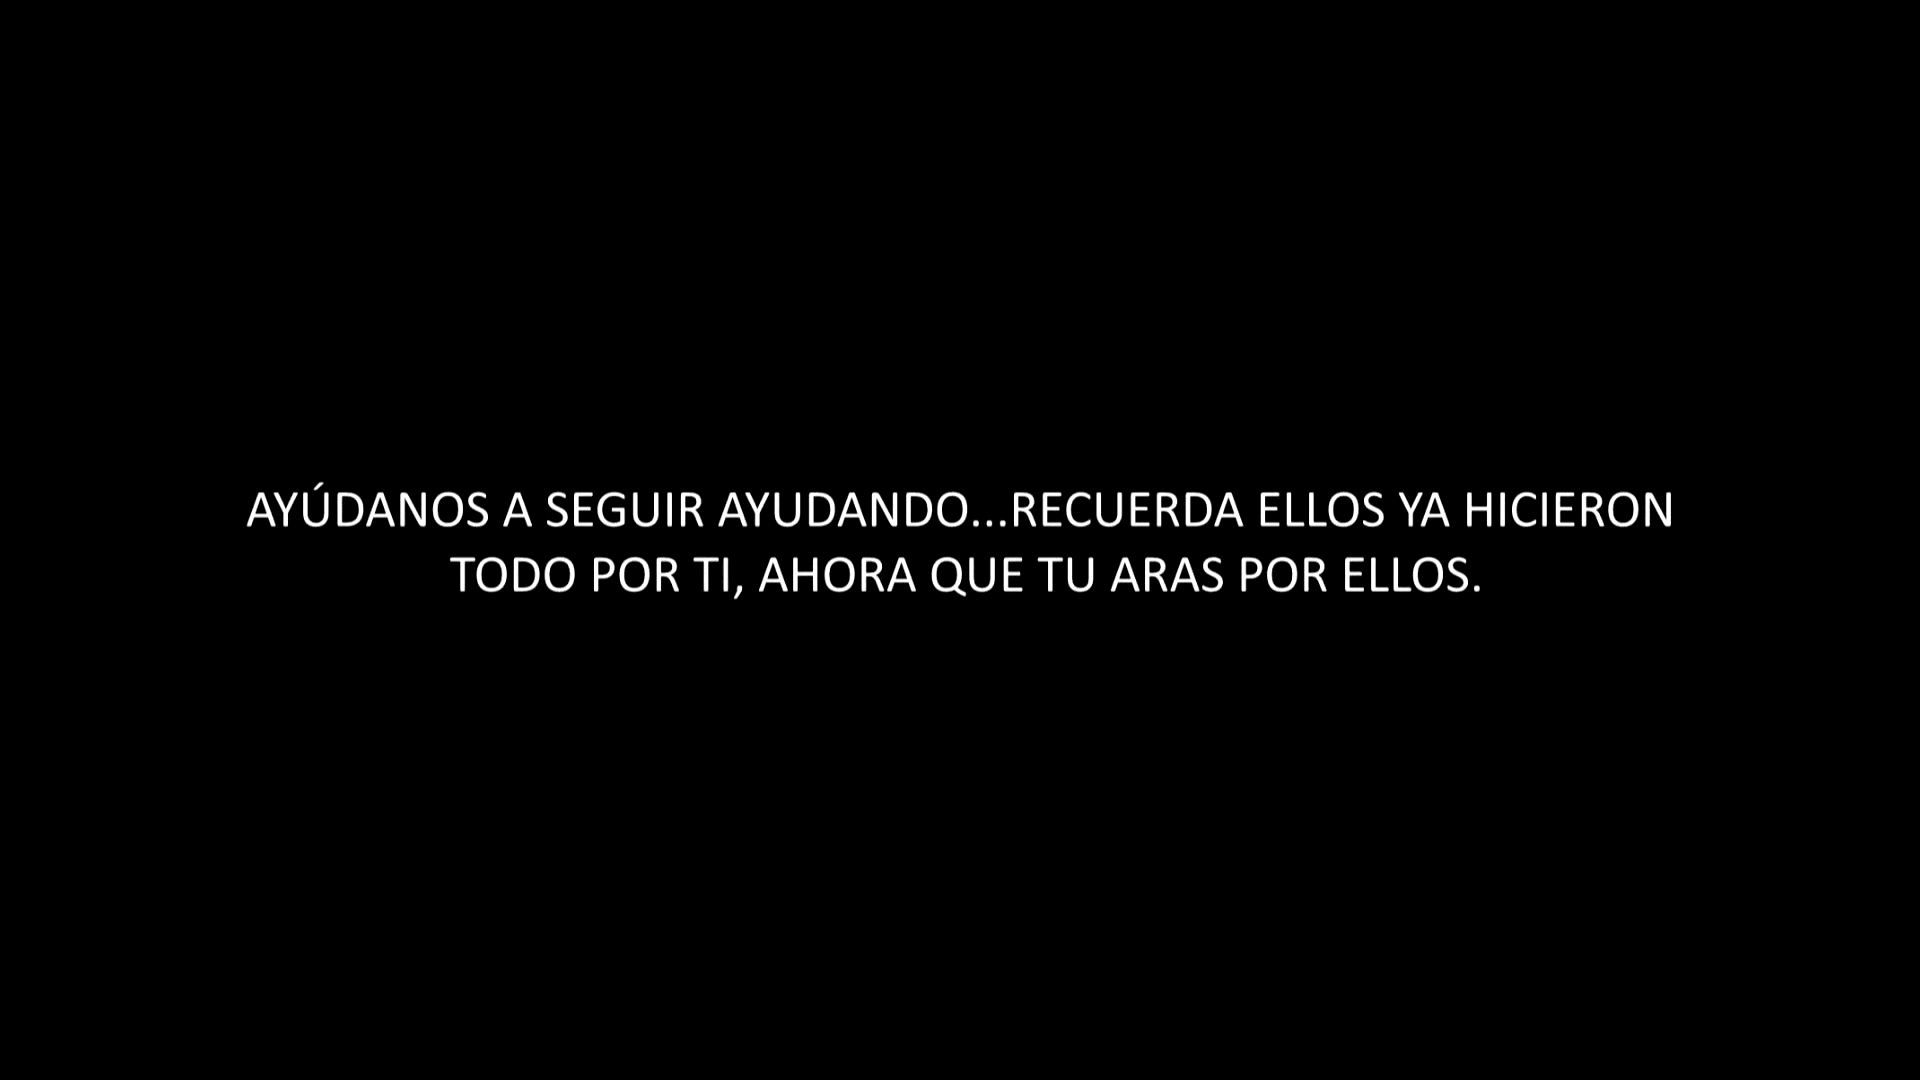 AYÚDANOS A SEGUIR AYUDANDO...RECUERDA ELLOS YA HICIERON
TODO POR TI, AHORA QUE TU ARAS POR ELLOS.